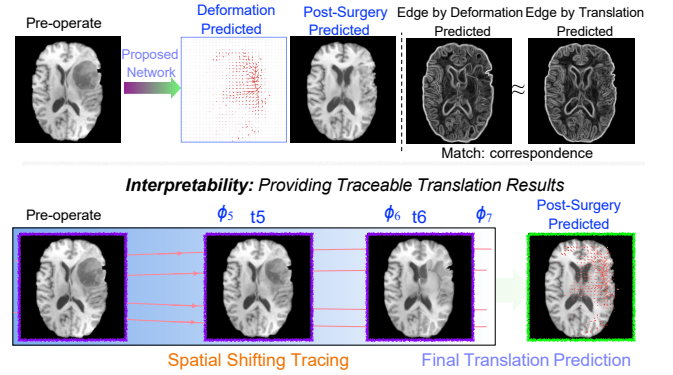 Pre-operate
Proposed
Network
Deformation
Predicted
Post-Surgery
Predicted
Edge by Deformation
Predicted
Edge by Translation
Predicted
≈
Match: correspondence
Interpretability: Providing Traceable Translation Results
Pre-operate
ϕ5 t5
ϕ6 t6
ϕ7
Post-Surgery
Predicted
Spatial Shifting Tracing
Final Translation Prediction